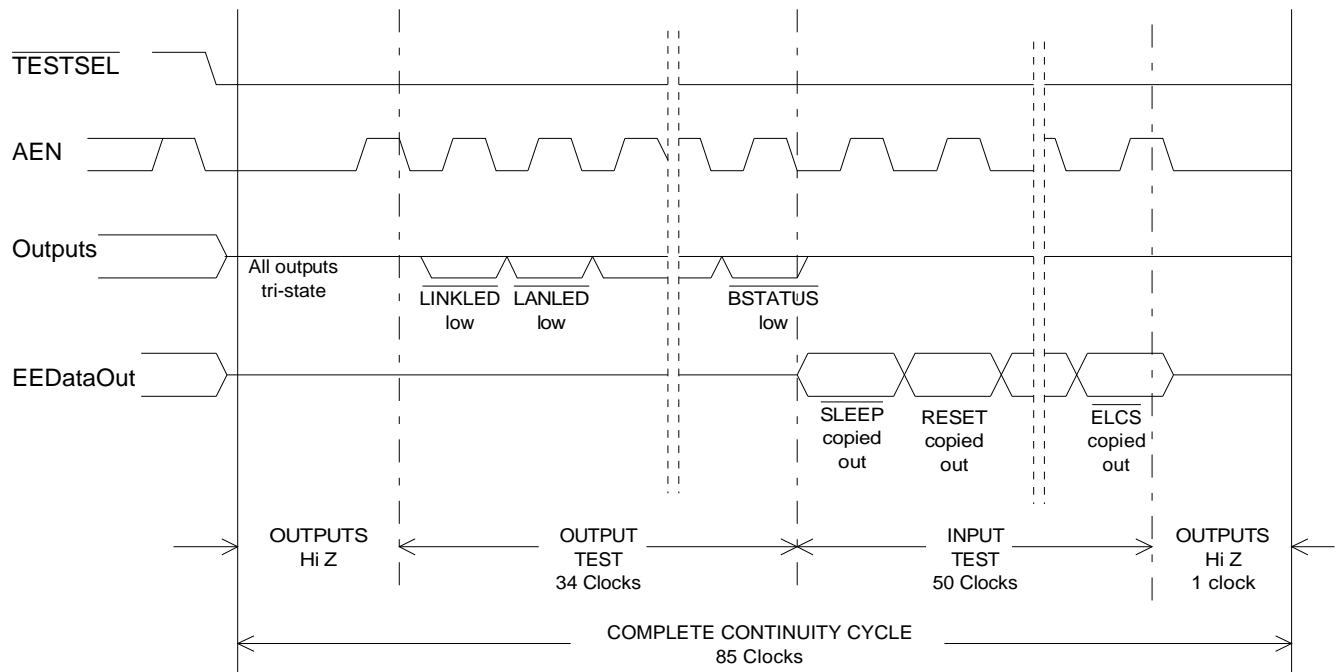 TESTSEL
AEN
Outputs
All outputs
tri-state
LINKLED
low
LANLED
low
BSTATUS
low
EEDataOut
SLEEP
copied
out
RESET
copied
out
ELCS
copied
out
OUTPUTS
Hi Z
OUTPUT
TEST
34 Clocks
INPUT
TEST
50 Clocks
OUTPUTS
Hi Z
1 clock
COMPLETE CONTINUITY CYCLE
85 Clocks